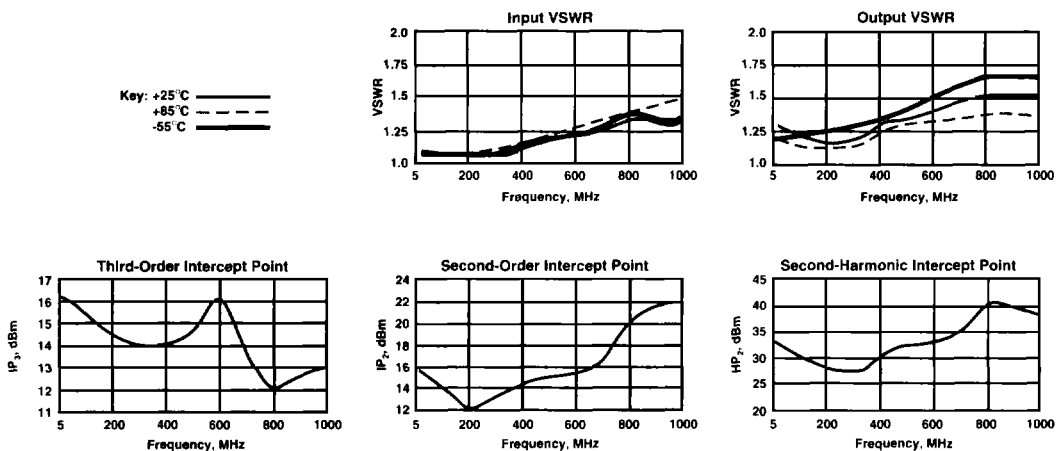 Input VSWR
Output VSWR
Key: +25°C
+85°C
-55°C
VSWR
2.0
1.75
1.5
1.25
1.0
5 200 400 600 800 1000
Frequency, MHz
VSWR
2.0
1.75
1.5
1.25
1.0
5 200 400 600 800 1000
Frequency, MHz
Third-Order Intercept Point
IP3, dBm
17
16
15
14
13
12
11
5 200 400 600 800 1000
Frequency, MHz
Second-Order Intercept Point
IP2, dBm
24
22
20
18
16
14
12
5 200 400 600 800 1000
Frequency, MHz
Second-Harmonic Intercept Point
HP2, dBm
45
40
35
30
25
20
5 200 400 600 800 1000
Frequency, MHz